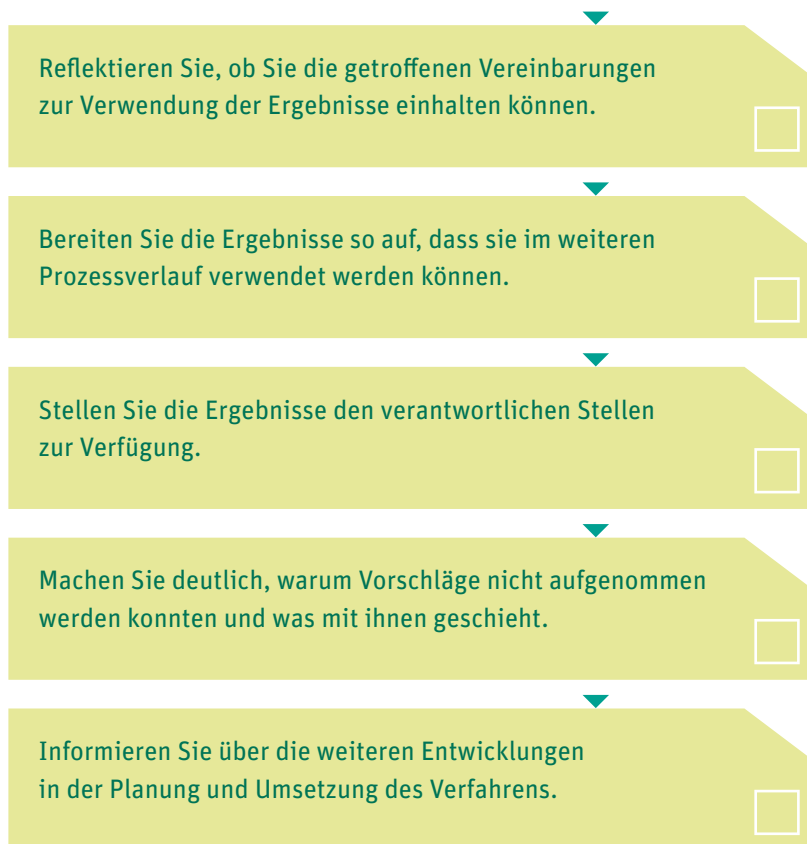 Reflektieren Sie, ob Sie die getroffenen Vereinbarungen
zur Verwendung der Ergebnisse einhalten können.
Bereiten Sie die Ergebnisse so auf, dass sie im weiteren
Prozessverlauf verwendet werden können.
Stellen Sie die Ergebnisse den verantwortlichen Stellen
zur Verfügung.
Machen Sie deutlich, warum Vorschläge nicht aufgenommen
werden konnten und was mit ihnen geschieht.
Informieren Sie über die weiteren Entwicklungen
in der Planung und Umsetzung des Verfahrens.